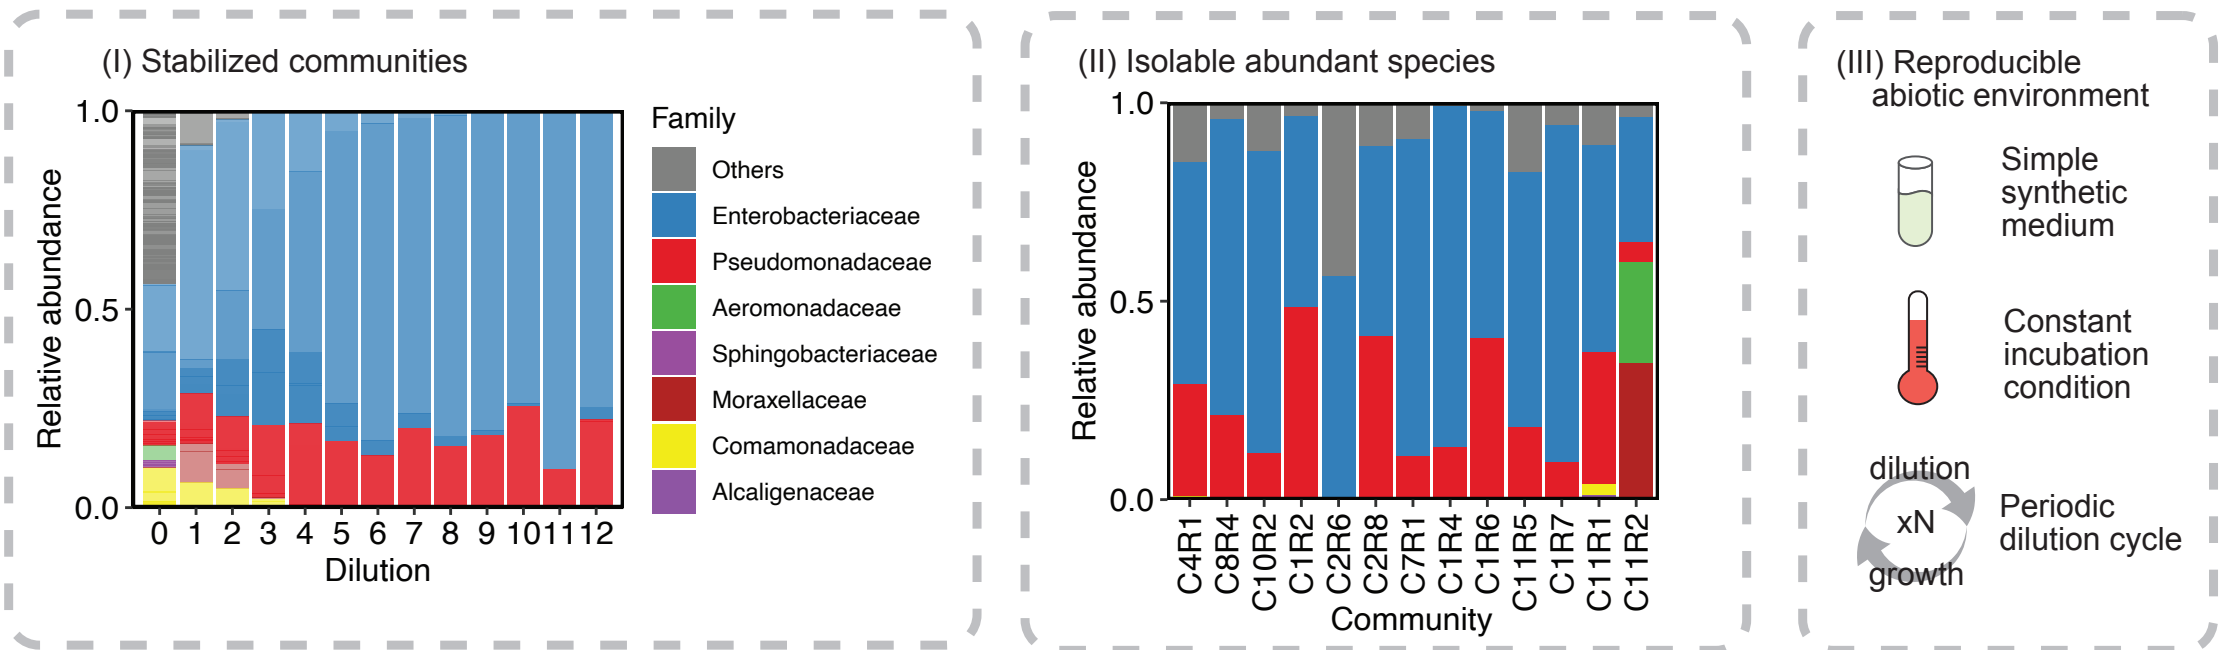 (I) Stabilized communities
1.0
0.5
0.0
Relative abundance
0 1 2 3 4 5 6 7 8 9 10 11 12
Dilution
Family
Others
Enterobacteriaceae
Pseudomonadaceae
Aeromonadaceae
Sphingobacteriaceae
Moraxellaceae
Comamonadaceae
Alcaligenaceae
(II) Isolable abundant species
1.0
0.5
0.0
Relative abundance
C4R1 C8R4 C10R2 C1R2 C2R6 C2R8 C7R1 C1R4 C1R6 C11R5 C1R7 C11R1 C11R2
Community
(III) Reproducible
abiotic environment
Simple
synthetic
medium
Constant
incubation
condition
dilution
xN
growth
Periodic
dilution cycle